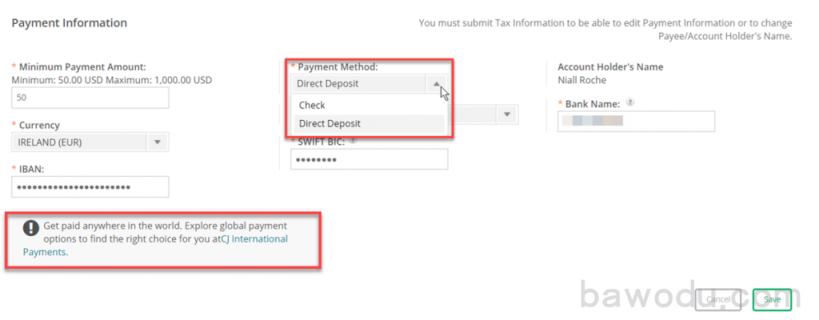 Payment Information
You must submit Tax Information to be able to edit Payment Information or to change
Payee/Account Holder's Name.
* Minimum Payment Amount:
Minimum: 50.00 USD Maximum: 1,000.00 USD
50
* Currency
IRELAND (EUR)
* IBAN:
•••••••••••••••••••••••
* Payment Method:
Direct Deposit
Check
Direct Deposit
* SWIFT BIC: ?
••••••••
Account Holder's Name
Niall Roche
* Bank Name: ?
! Get paid anywhere in the world. Explore global payment
options to find the right choice for you atCJ International
Payments.
bawodu.com
Cancel
Save